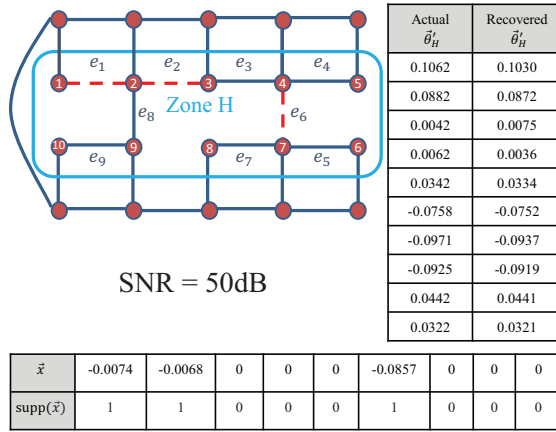 e₁ e₂ e₃ e₄
1 2 3 4 5
e₈ Zone H e₆
10 9 8 7 6
e₉ e₇ e₅
SNR = 50dB
Actual Recovered
θ⃗′_H θ⃗′_H
0.1062 0.1030
0.0882 0.0872
0.0042 0.0075
0.0062 0.0036
0.0342 0.0334
-0.0758 -0.0752
-0.0971 -0.0937
-0.0925 -0.0919
0.0442 0.0441
0.0322 0.0321
x⃗ -0.0074 -0.0068 0 0 0 -0.0857 0 0 0
supp(x⃗) 1 1 0 0 0 1 0 0 0